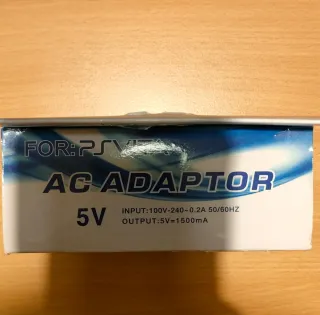 FOR:PSVITA
AC ADAPTOR
5V
INPUT:100V-240~0.2A 50/60HZ
OUTPUT:5V=1500mA